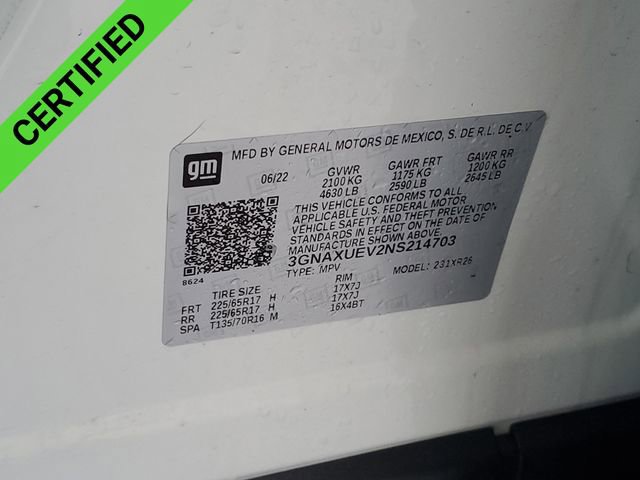 CERTIFIED
gm
MFD BY GENERAL MOTORS DE MEXICO, S. DE R.L. DE C.V.
06/22
GVWR
2100 KG
4630 LB
GAWR FRT
1175 KG
2590 LB
GAWR RR
1200 KG
2645 LB
THIS VEHICLE CONFORMS TO ALL
APPLICABLE U.S. FEDERAL MOTOR
VEHICLE SAFETY AND THEFT PREVENTION
STANDARDS IN EFFECT ON THE DATE OF
MANUFACTURE SHOWN ABOVE.
3GNAXUEV2NS214703
TYPE: MPV MODEL: 231XR26
8624
TIRE SIZE RIM
FRT 225/65R17 H 17X7J
RR 225/65R17 H 17X7J
SPA T135/70R16 M 16X4BT